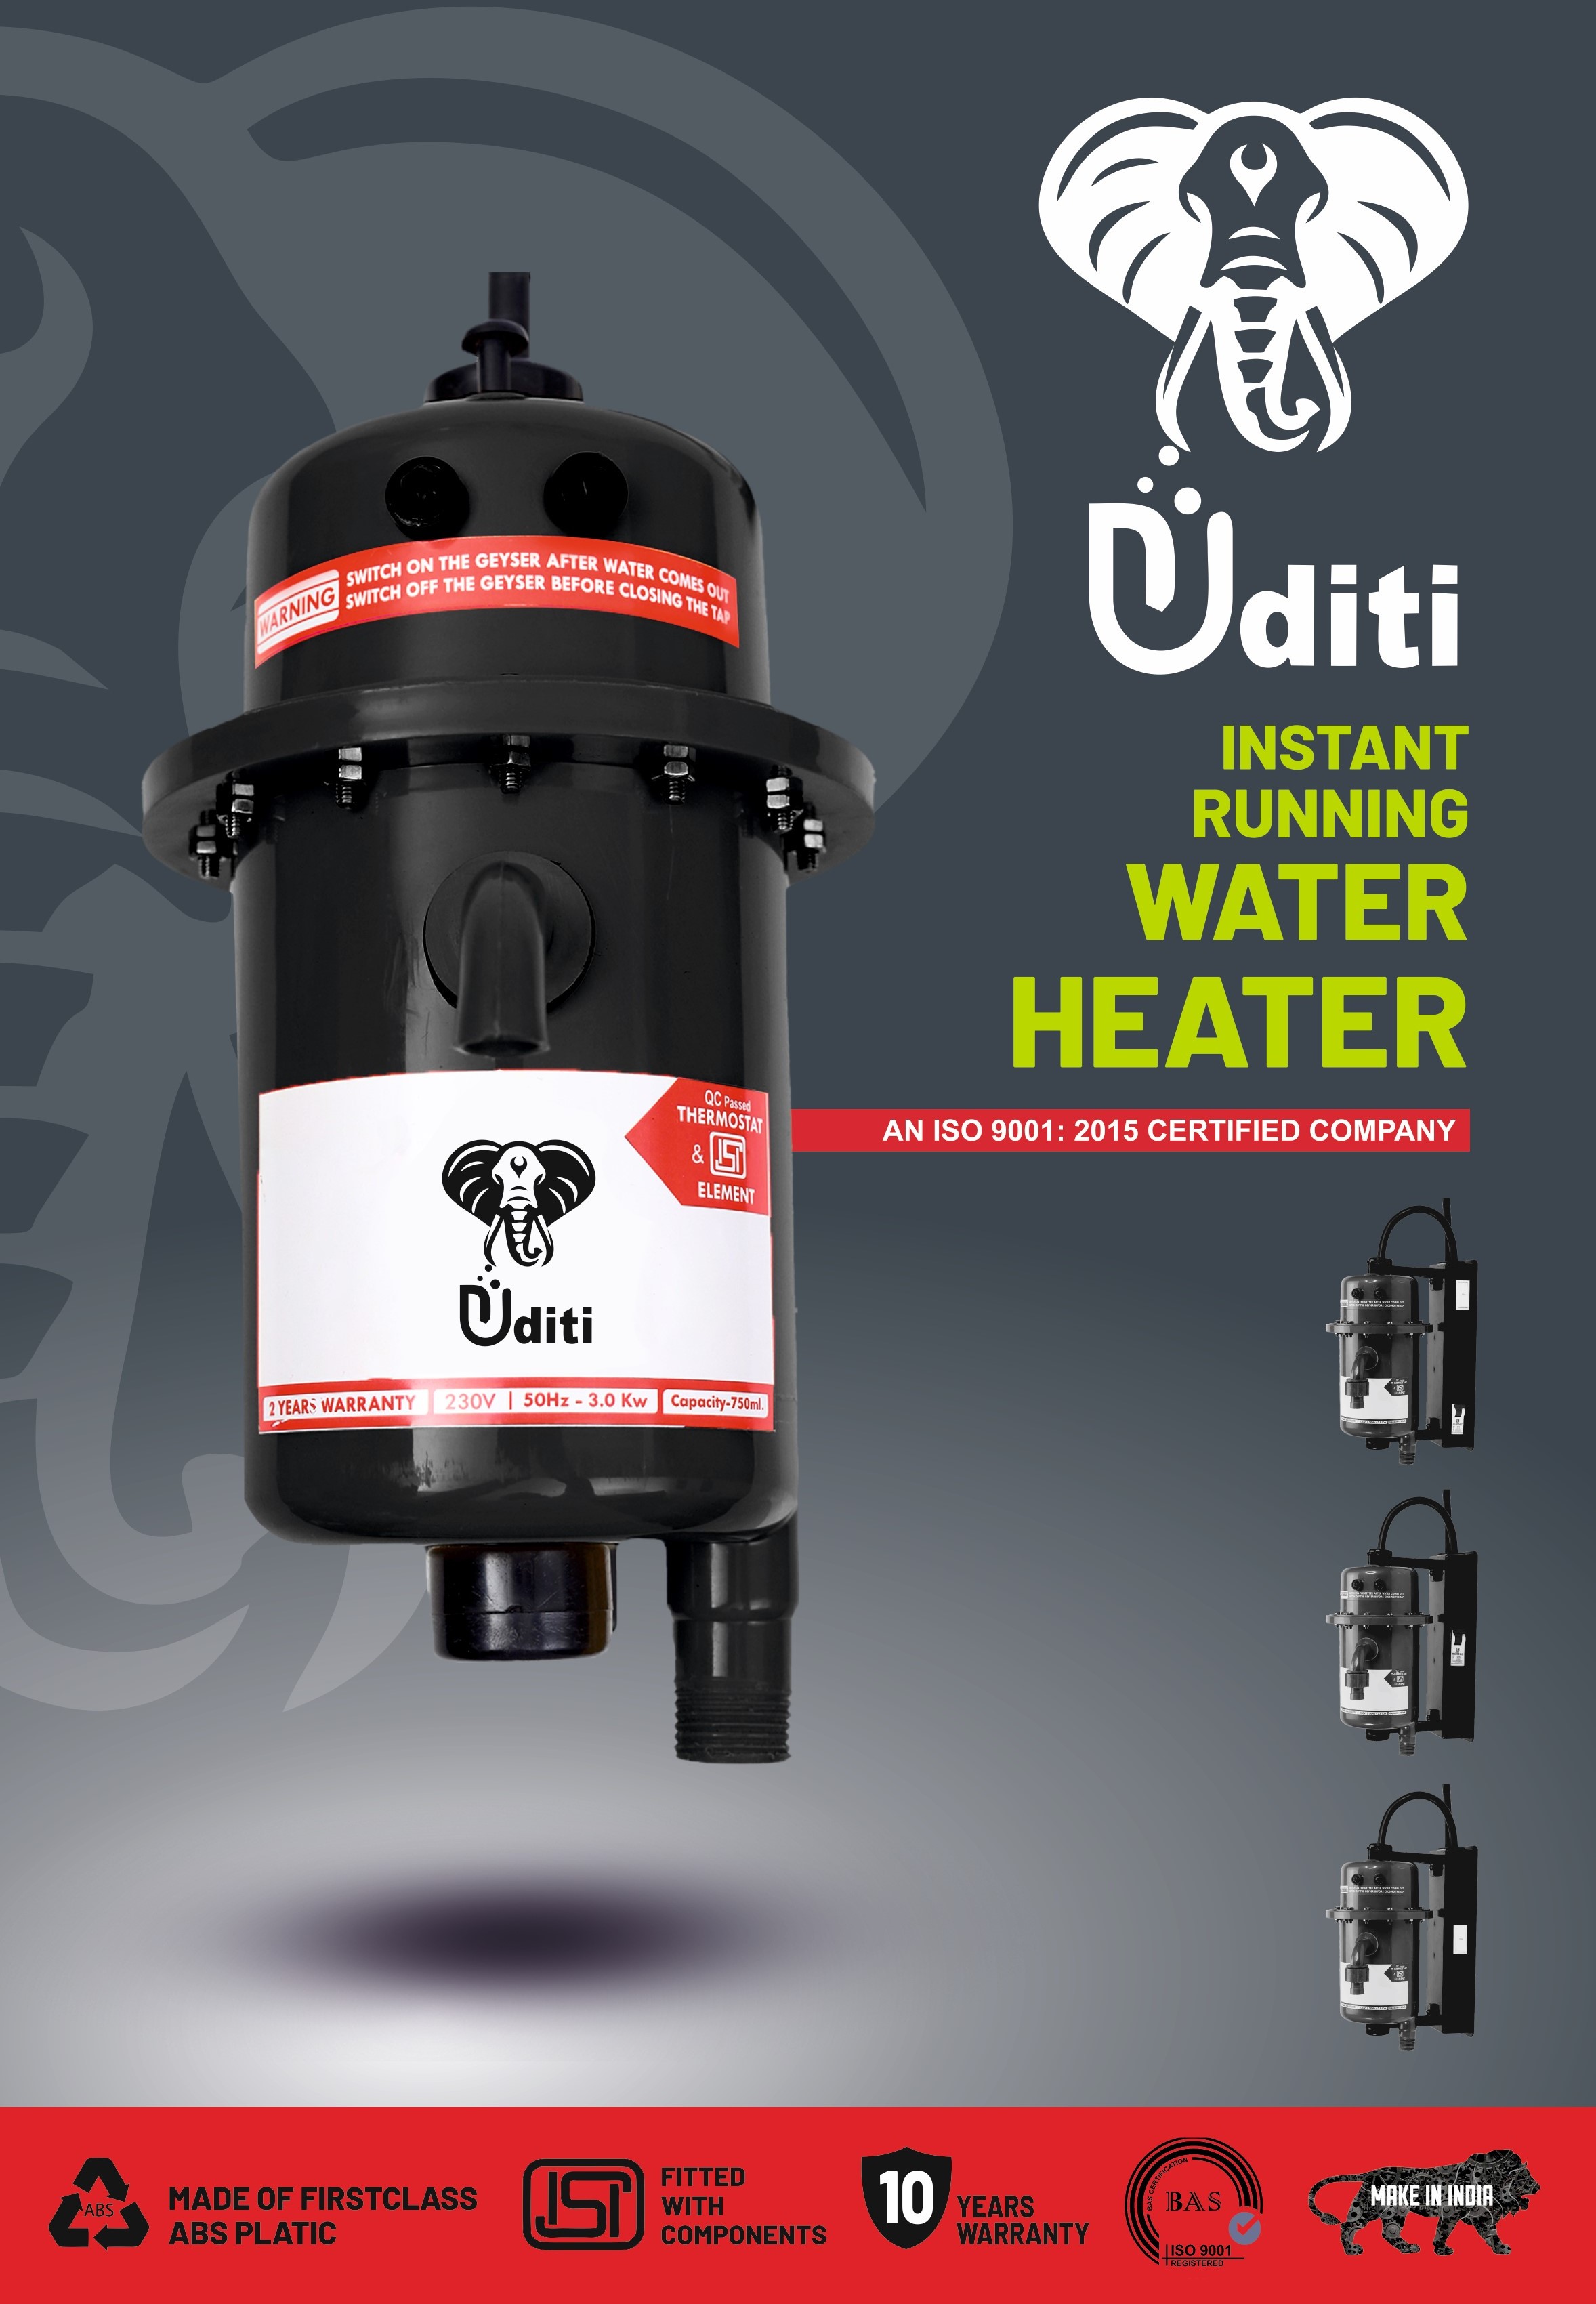 Uditi
INSTANT
RUNNING
WATER
HEATER
AN ISO 9001: 2015 CERTIFIED COMPANY
WARNING
SWITCH ON THE GEYSER AFTER WATER COMES OUT
SWITCH OFF THE GEYSER BEFORE CLOSING THE TAP
QC Passed
THERMOSTAT
& ISI
ELEMENT
Uditi
2 YEARS WARRANTY 230V | 50Hz - 3.0 Kw Capacity-750ml.
ABS
MADE OF FIRSTCLASS
ABS PLATIC
ISI
FITTED
WITH
COMPONENTS
10
YEARS
WARRANTY
BAS CERTIFICATION
BAS
ISO 9001
REGISTERED
MAKE IN INDIA